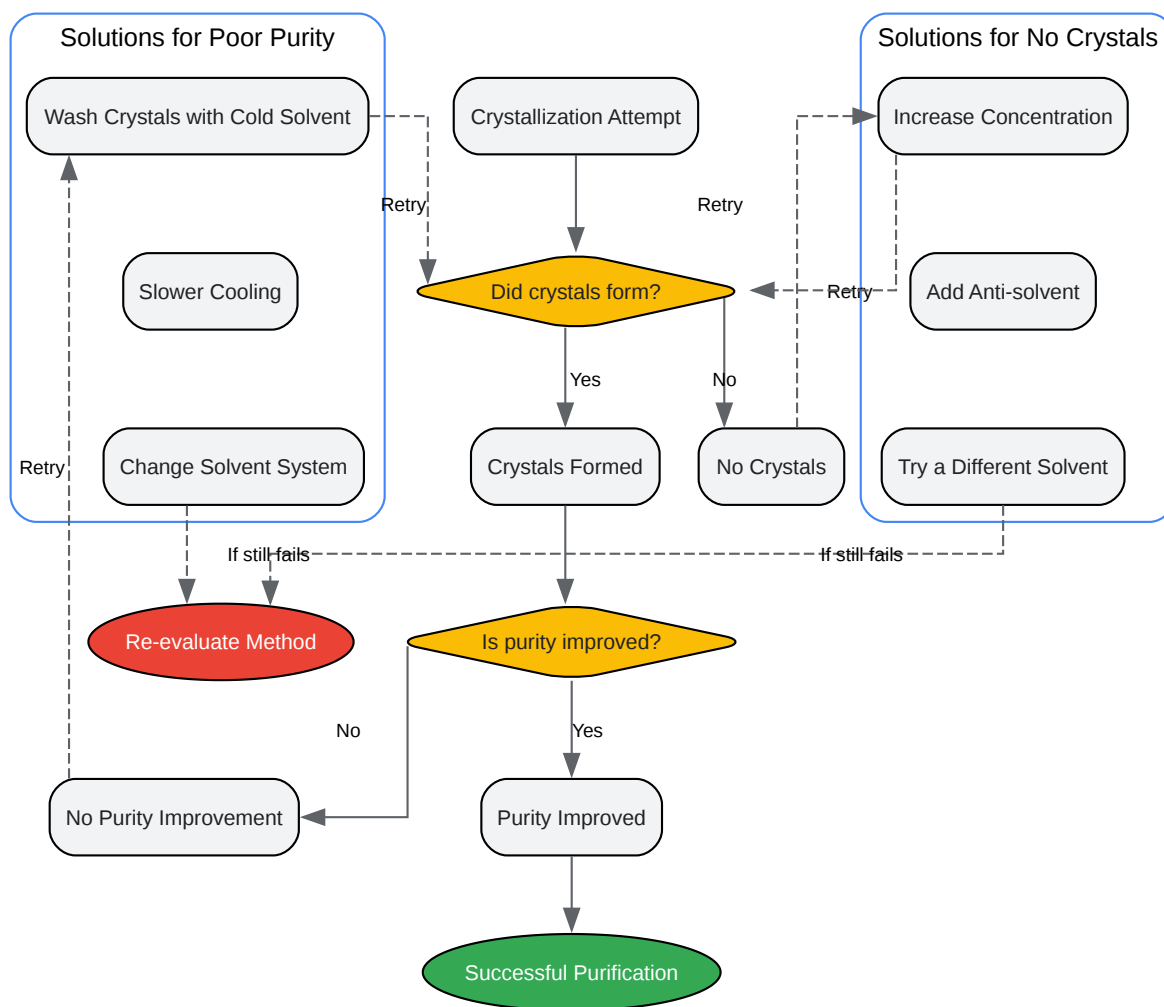 Solutions for Poor Purity
Solutions for No Crystals
Wash Crystals with Cold Solvent
Crystallization Attempt
Increase Concentration
Retry
Retry
Slower Cooling
Did crystals form?
Retry
Add Anti-solvent
Yes
No
Retry
Change Solvent System
Crystals Formed
No Crystals
Try a Different Solvent
If still fails
If still fails
Re-evaluate Method
Is purity improved?
No
Yes
No Purity Improvement
Purity Improved
Successful Purification